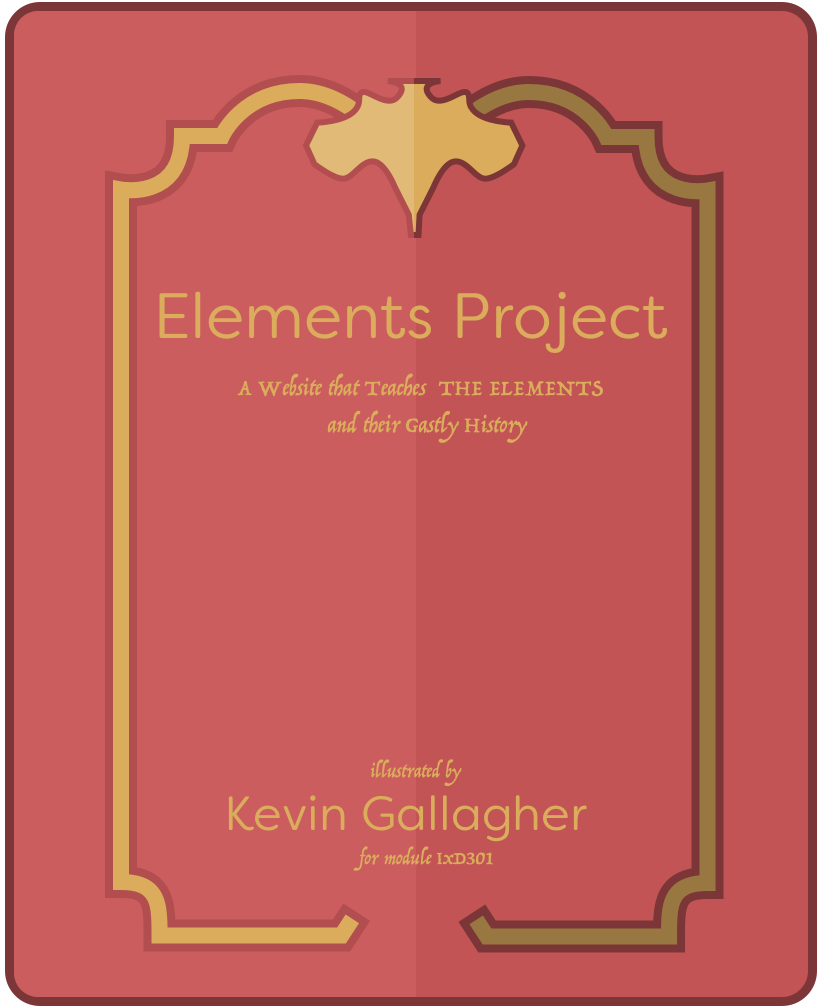 Elements Project
A Website that Teaches THE ELEMENTS
and their Gastly History
illustrated by
Kevin Gallagher
for module IxD301